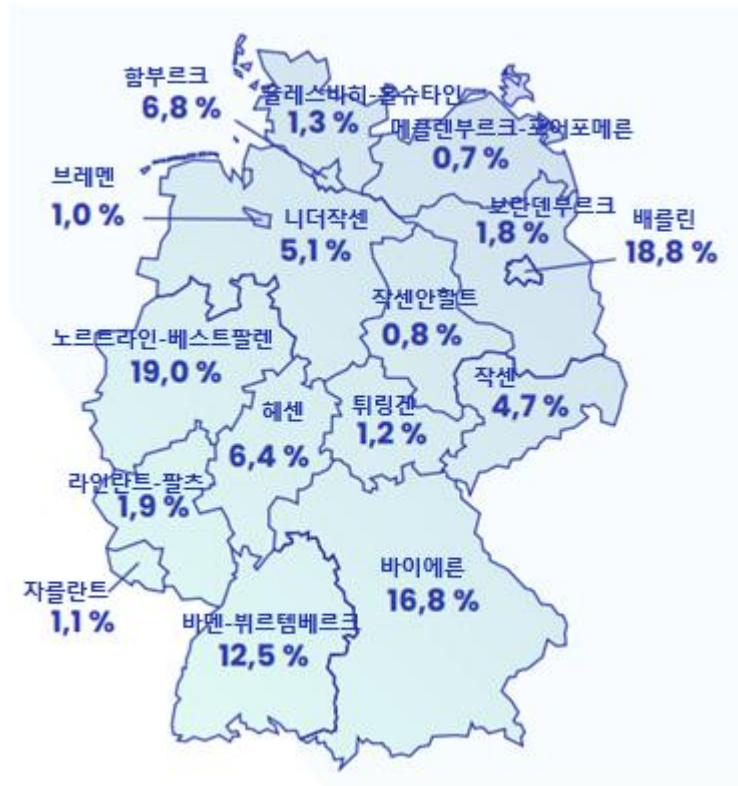 함부르크
6,8 %
슐레스비히-홀슈타인
1,3 %
메클렌부르크-포어포메른
0,7 %
브레멘
1,0 %
니더작센
5,1 %
브란덴부르크
1,8 %
배를린
18,8 %
작센안할트
0,8 %
노르트라인-베스트팔렌
19,0 %
헤센
6,4 %
튀링겐
1,2 %
작센
4,7 %
라인란트-팔츠
1,9 %
자를란트
1,1 %
바이에른
16,8 %
바덴-뷔르템베르크
12,5 %